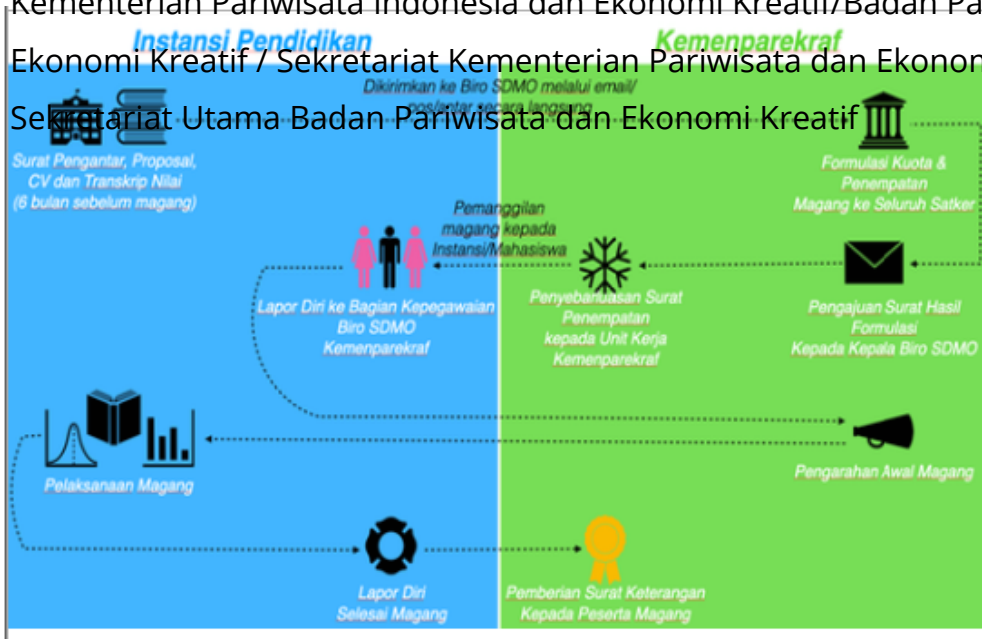 Kementerian Pariwisata Indonesia dan Ekonomi Kreatif/Badan Pa
Instansi Pendidikan
Kemenparekraf
Ekonomi Kreatif / Sekretariat Kementerian Pariwisata dan Ekonom
Dikirimkan ke Biro SDMO melalui email/
pos/antar secara langsung
Sekretariat Utama Badan Pariwisata dan Ekonomi Kreatif
Surat Pengantar, Proposal,
CV dan Transkrip Nilai
(6 bulan sebelum magang)
Formulasi Kuota &
Penempatan
Magang ke Seluruh Satker
Pemanggilan
magang kepada
Instansi/Mahasiswa
Lapor Diri ke Bagian Kepegawaian
Biro SDMO
Kemenparekraf
Penyebarluasan Surat
Penempatan
kepada Unit Kerja
Kemenparekraf
Pengajuan Surat Hasil
Formulasi
Kepada Kepala Biro SDMO
Pengarahan Awal Magang
Pelaksanaan Magang
Lapor Diri
Selesai Magang
Pemberian Surat Keterangan
Kepada Peserta Magang